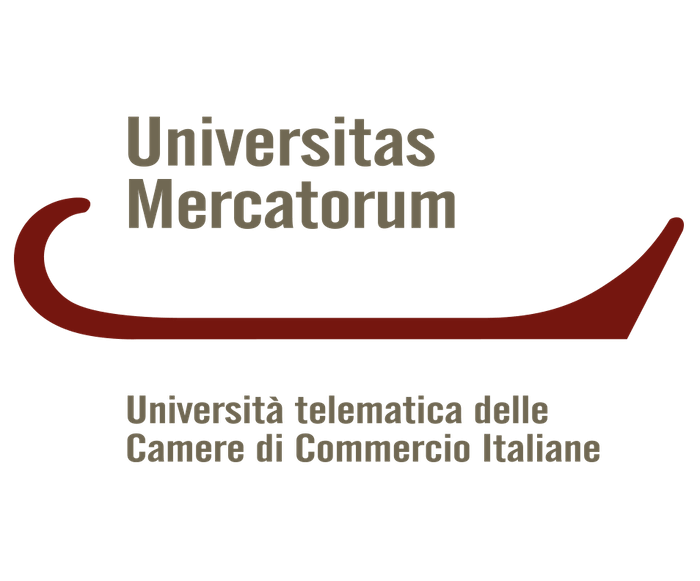 Universitas
Mercatorum
Università telematica delle
Camere di Commercio Italiane